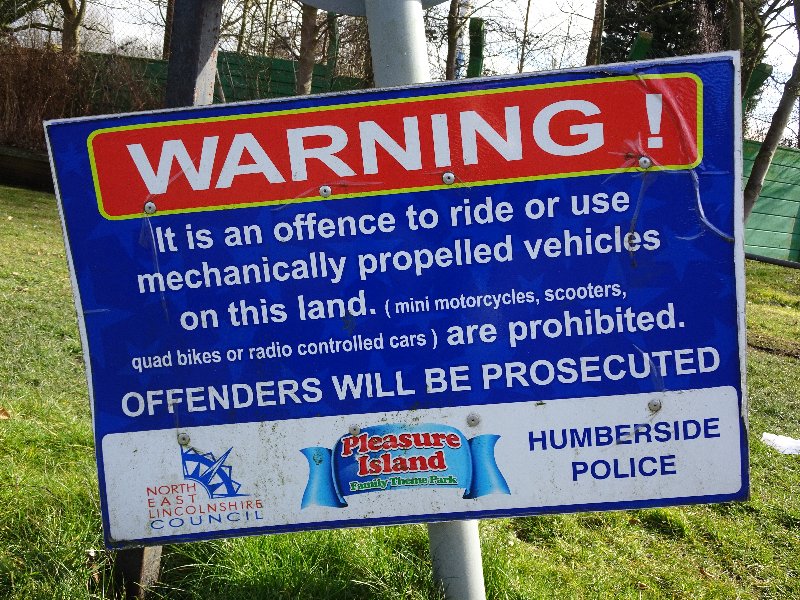 WARNING !
It is an offence to ride or use
mechanically propelled vehicles
on this land. ( mini motorcycles, scooters,
quad bikes or radio controlled cars ) are prohibited.
OFFENDERS WILL BE PROSECUTED
NORTH
EAST
LINCOLNSHIRE
COUNCIL
Pleasure
Island
Family Theme Park
HUMBERSIDE
POLICE